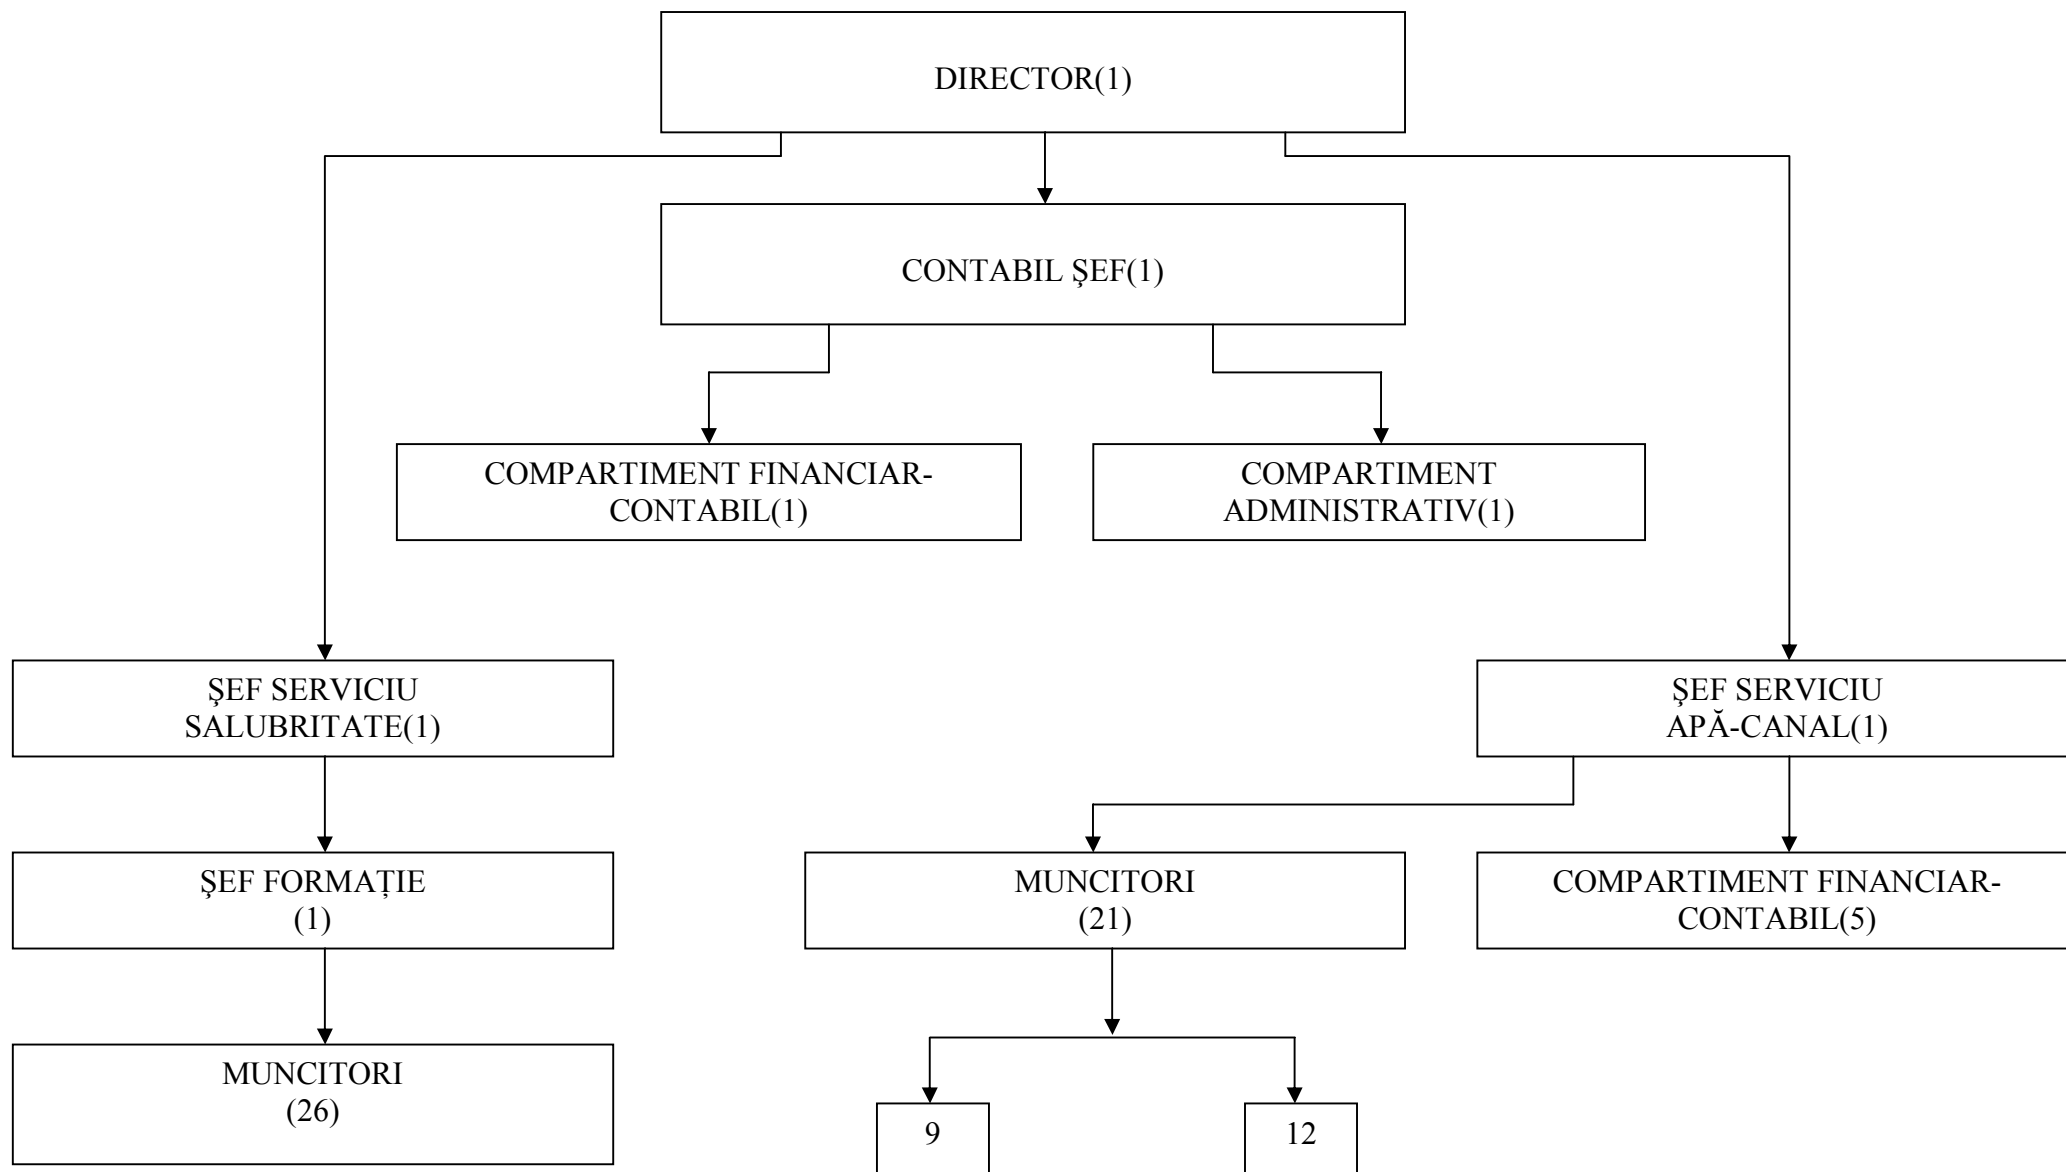 DIRECTOR(1)
CONTABIL ŞEF(1)
COMPARTIMENT FINANCIAR-
CONTABIL(1)
COMPARTIMENT
ADMINISTRATIV(1)
ŞEF SERVICIU
SALUBRITATE(1)
ŞEF SERVICIU
APĂ-CANAL(1)
ŞEF FORMAȚIE
(1)
MUNCITORI
(21)
COMPARTIMENT FINANCIAR-
CONTABIL(5)
MUNCITORI
(26)
9
12